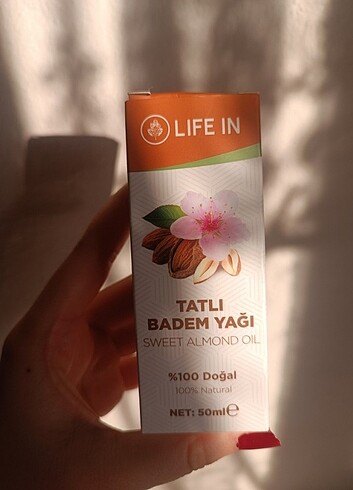 LIFE IN
TATLI
BADEM YAĞI
SWEET ALMOND OIL
%100 Doğal
100% Natural
NET: 50ml℮